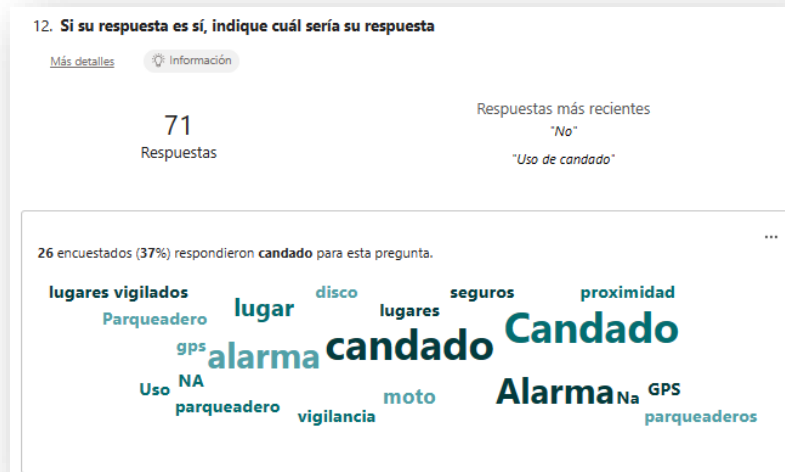 12. Si su respuesta es sí, indique cuál sería su respuesta
Más detalles
Información
71
Respuestas
Respuestas más recientes
"No"
"Uso de candado"
...
26 encuestados (37%) respondieron candado para esta pregunta.
lugares vigilados
disco
seguros
proximidad
Parqueadero
lugar
lugares
Candado
gps
alarma
candado
Uso
NA
moto
Alarma
Na
GPS
parqueadero
vigilancia
parqueaderos